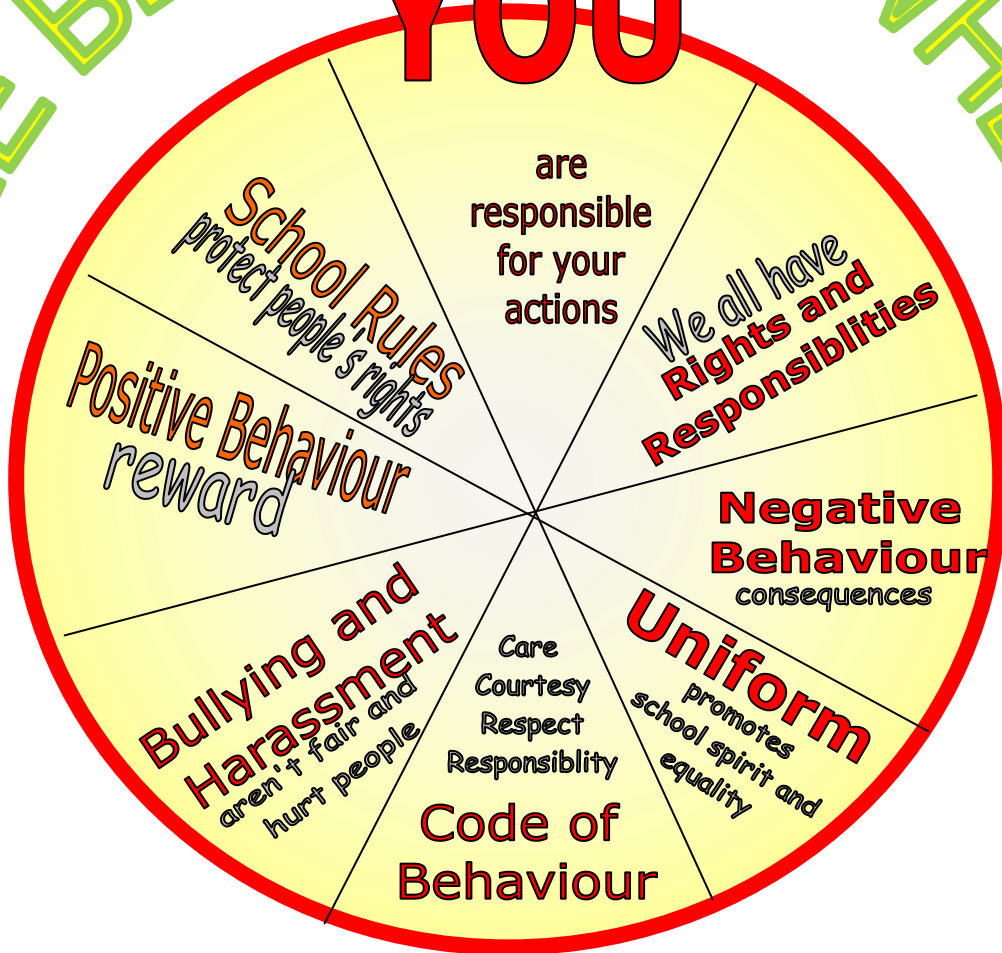 YOU
are
responsible
for your
actions
We all have
Rights and
Responsiblities
Negative
Behaviour
consequences
Uniform
promotes
school spirit and
equality
Care
Courtesy
Respect
Responsiblity
Code of
Behaviour
Bullying and
Harassment
aren't fair and
hurt people
Positive Behaviour
reward
School Rules
protect people's rights